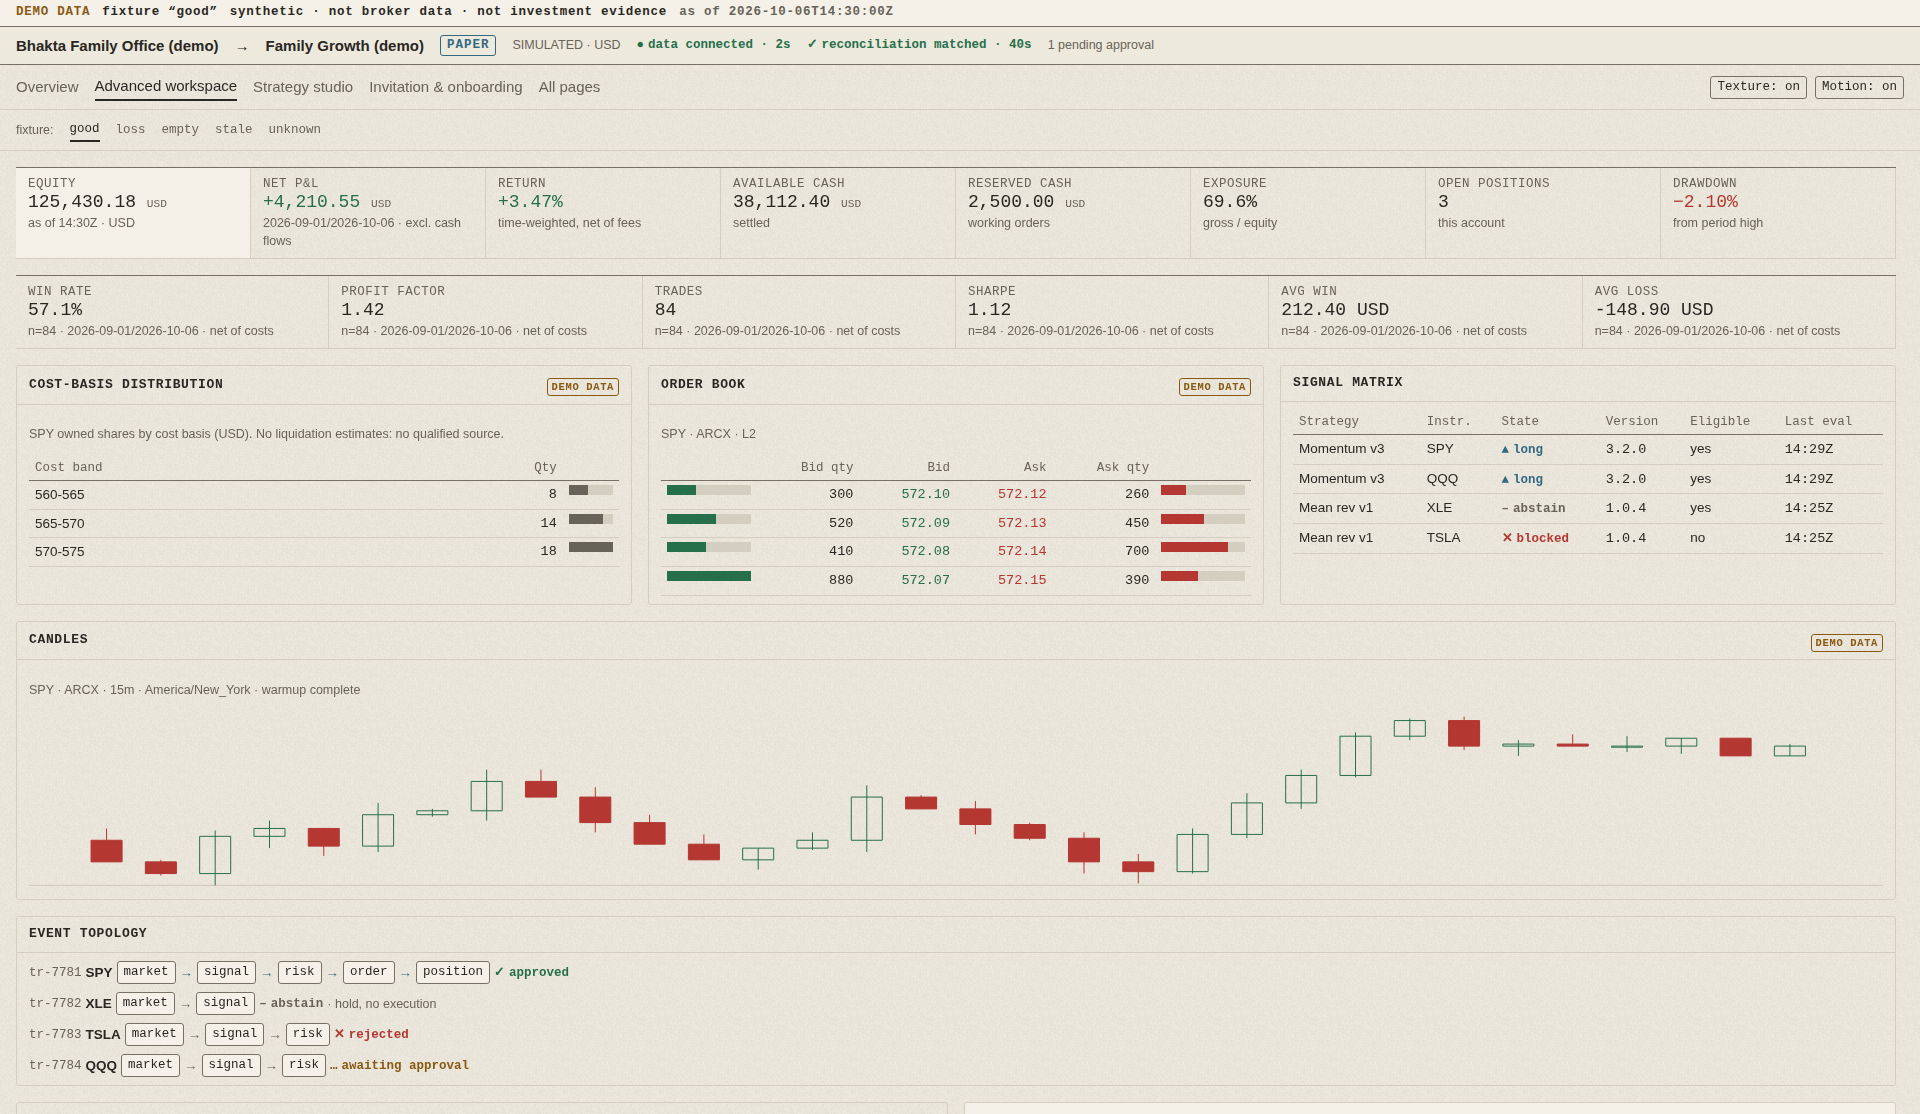 DEMO DATA fixture “good” synthetic · not broker data · not investment evidence as of 2026-10-06T14:30:00Z
Bhakta Family Office (demo) → Family Growth (demo) PAPER SIMULATED · USD ● data connected · 2s ✓ reconciliation matched · 40s 1 pending approval
Overview Advanced workspace Strategy studio Invitation & onboarding All pages Texture: on Motion: on
fixture: good loss empty stale unknown
EQUITY NET P&L RETURN AVAILABLE CASH RESERVED CASH EXPOSURE OPEN POSITIONS DRAWDOWN
125,430.18 USD +4,210.55 USD +3.47% 38,112.40 USD 2,500.00 USD 69.6% 3 −2.10%
as of 14:30Z · USD 2026-09-01/2026-10-06 · excl. cash time-weighted, net of fees settled working orders gross / equity this account from period high
flows
WIN RATE PROFIT FACTOR TRADES SHARPE AVG WIN AVG LOSS
57.1% 1.42 84 1.12 212.40 USD -148.90 USD
n=84 · 2026-09-01/2026-10-06 · net of costs n=84 · 2026-09-01/2026-10-06 · net of costs n=84 · 2026-09-01/2026-10-06 · net of costs n=84 · 2026-09-01/2026-10-06 · net of costs n=84 · 2026-09-01/2026-10-06 · net of costs n=84 · 2026-09-01/2026-10-06 · net of costs
COST-BASIS DISTRIBUTION DEMO DATA
SPY owned shares by cost basis (USD). No liquidation estimates: no qualified source.
Cost band Qty
560-565 8
565-570 14
570-575 18
ORDER BOOK DEMO DATA
SPY · ARCX · L2
Bid qty Bid Ask Ask qty
300 572.10 572.12 260
520 572.09 572.13 450
410 572.08 572.14 700
880 572.07 572.15 390
SIGNAL MATRIX
Strategy Instr. State Version Eligible Last eval
Momentum v3 SPY ▲ long 3.2.0 yes 14:29Z
Momentum v3 QQQ ▲ long 3.2.0 yes 14:29Z
Mean rev v1 XLE – abstain 1.0.4 yes 14:25Z
Mean rev v1 TSLA ✕ blocked 1.0.4 no 14:25Z
CANDLES DEMO DATA
SPY · ARCX · 15m · America/New_York · warmup complete
EVENT TOPOLOGY
tr-7781 SPY market → signal → risk → order → position ✓ approved
tr-7782 XLE market → signal – abstain · hold, no execution
tr-7783 TSLA market → signal → risk ✕ rejected
tr-7784 QQQ market → signal → risk … awaiting approval